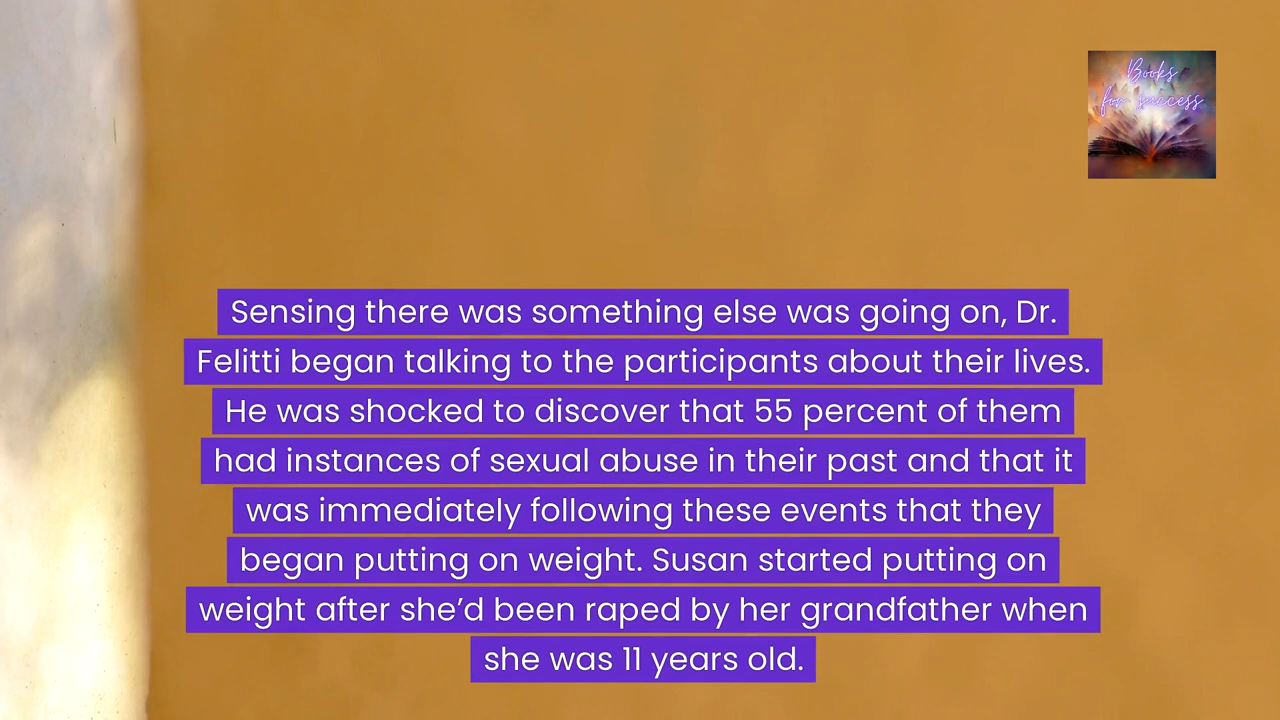 Books
for success
Sensing there was something else was going on, Dr.
Felitti began talking to the participants about their lives.
He was shocked to discover that 55 percent of them
had instances of sexual abuse in their past and that it
was immediately following these events that they
began putting on weight. Susan started putting on
weight after she’d been raped by her grandfather when
she was 11 years old.